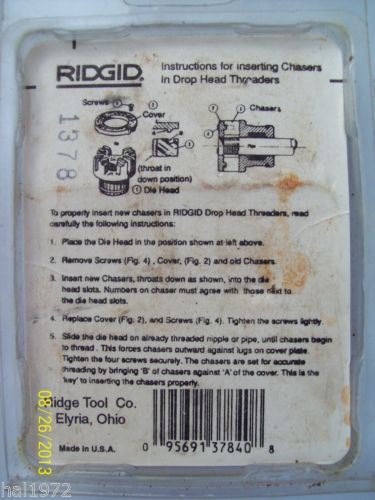 RIDGID.
Instructions for inserting Chasers
in Drop Head Threaders
1378
Screws
4
2
Cover
3
(throat in
down position)
1 Die Head
3 Chasers
Pipe
To properly insert new chasers in RIDGID Drop Head Threaders, read
carefully the following instructions:
1. Place the Die Head in the position shown at left above.
2. Remove Screws (Fig. 4), Cover, (Fig. 2) and old Chasers.
3. Insert new Chasers, throats down as shown, into the die
head slots. Numbers on chaser must agree with those next to
the die head slots.
4. Replace Cover (Fig. 2), and Screws (Fig. 4). Tighten the screws lightly.
5. Slide the die head on already threaded nipple or pipe, until chasers begin
to thread. This forces chasers outward against lugs on cover plate.
Tighten the four screws securely. The chasers are set for accurate
threading by bringing 'B' of chasers against 'A' of the cover. This is the
'key' to inserting the chasers properly.
Ridge Tool Co.
Elyria, Ohio
Made in U.S.A.
0 95691 37840 8
08/26/2013
hal1972